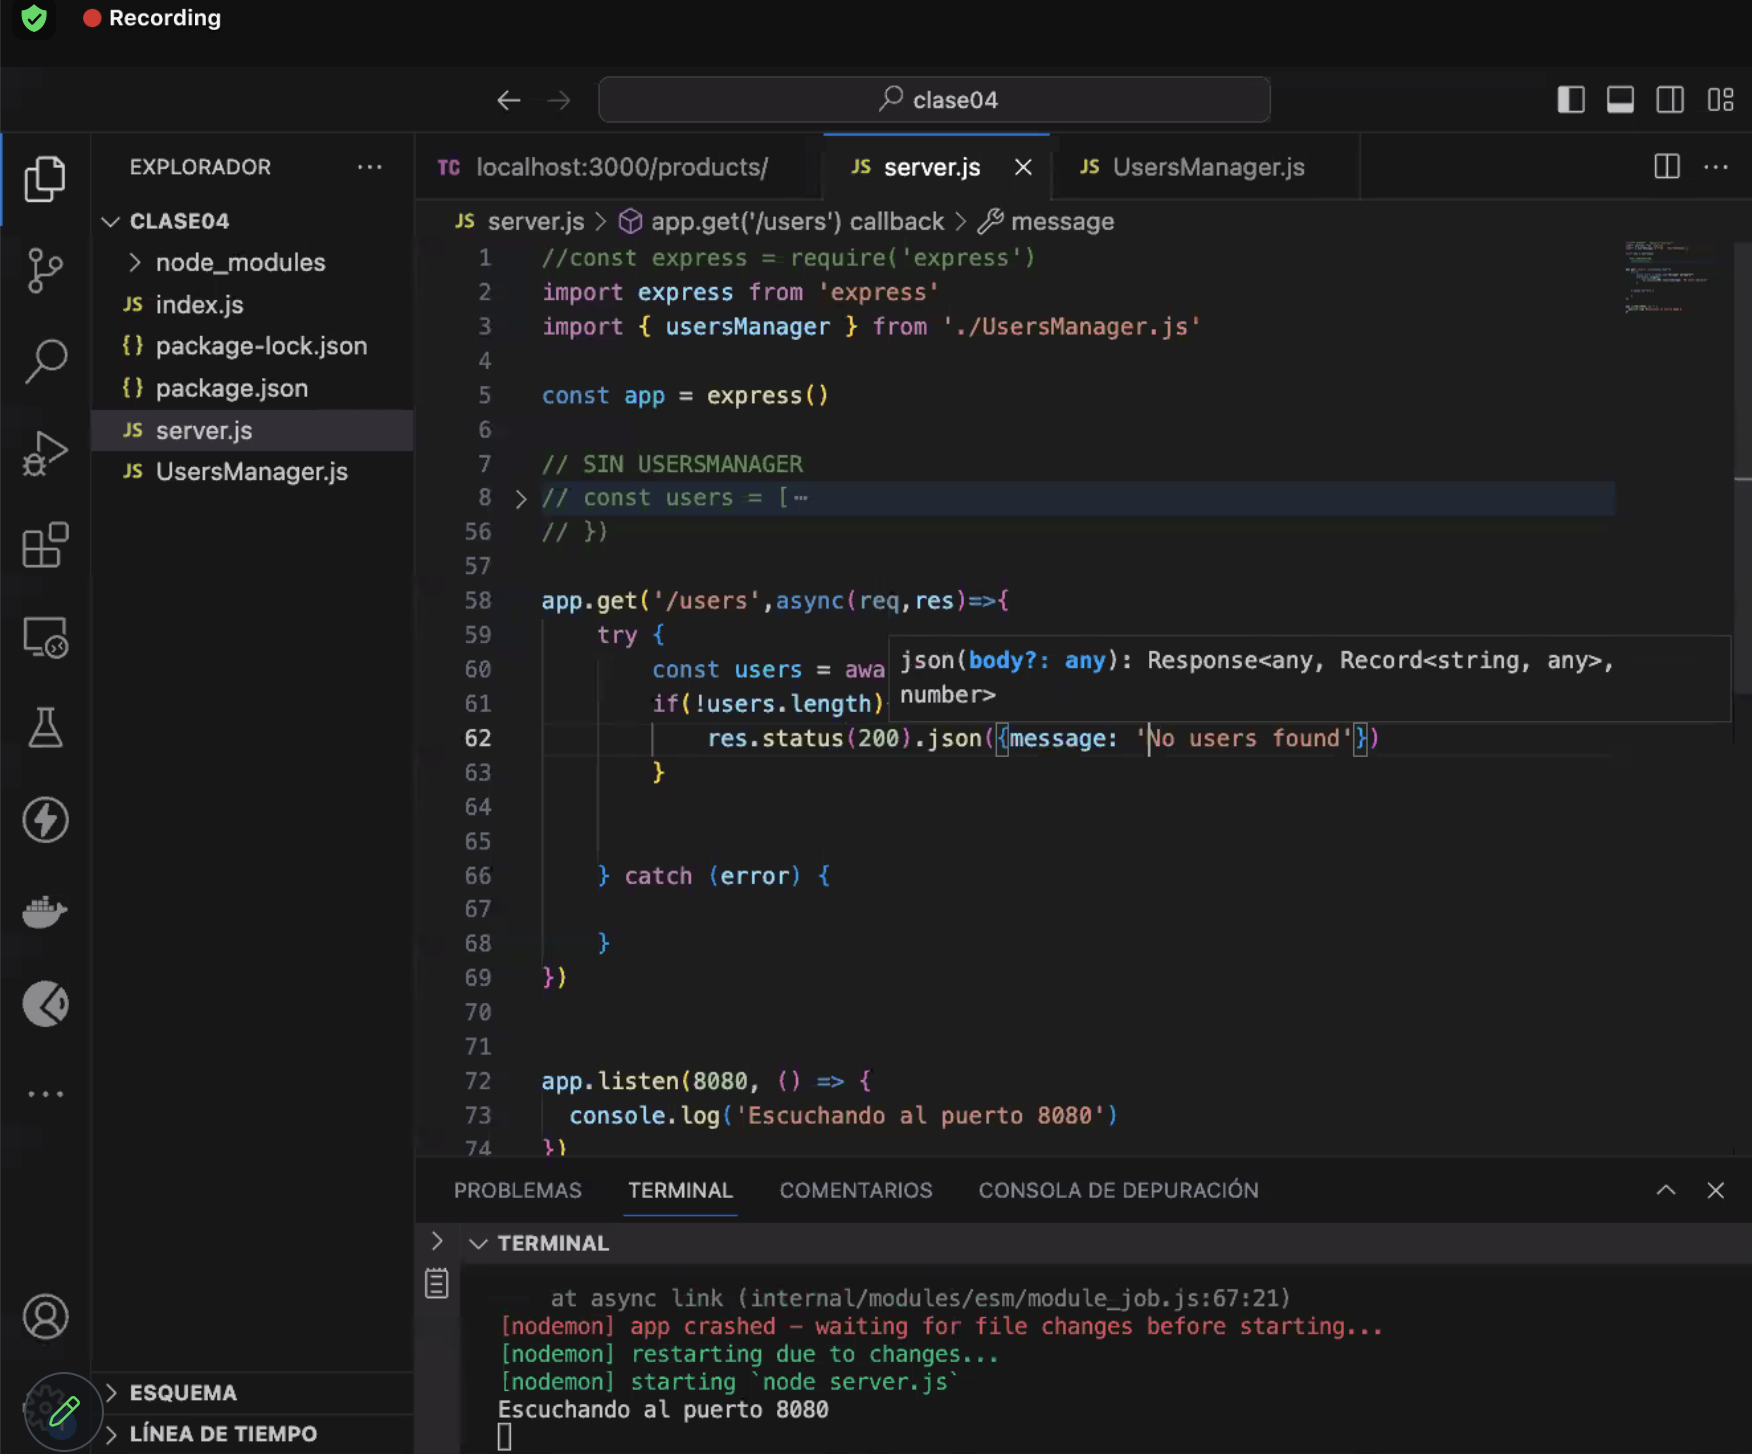 Recording
clase04
EXPLORADOR
CLASE04
node_modules
JS index.js
{} package-lock.json
{} package.json
JS server.js
JS UsersManager.js
ESQUEMA
LÍNEA DE TIEMPO
TC localhost:3000/products/
JS server.js
JS UsersManager.js
JS server.js > app.get('/users') callback > message
1 //const express = require('express')
2 import express from 'express'
3 import { usersManager } from './UsersManager.js'
4
5 const app = express()
6
7 // SIN USERSMANAGER
8 // const users = [ ⋯
56 // })
57
58 app.get('/users',async(req,res)=>{
59 try {
60 const users = awa
61 if(!users.length)
62 res.status(200).json({message: 'No users found'})
63 }
64
65
66 } catch (error) {
67
68 }
69 })
70
71
72 app.listen(8080, () => {
73 console.log('Escuchando al puerto 8080')
74 })
json(body?: any): Response<any, Record<string, any>,
number>
PROBLEMAS TERMINAL COMENTARIOS CONSOLA DE DEPURACIÓN
TERMINAL
at async link (internal/modules/esm/module_job.js:67:21)
[nodemon] app crashed – waiting for file changes before starting...
[nodemon] restarting due to changes...
[nodemon] starting `node server.js`
Escuchando al puerto 8080